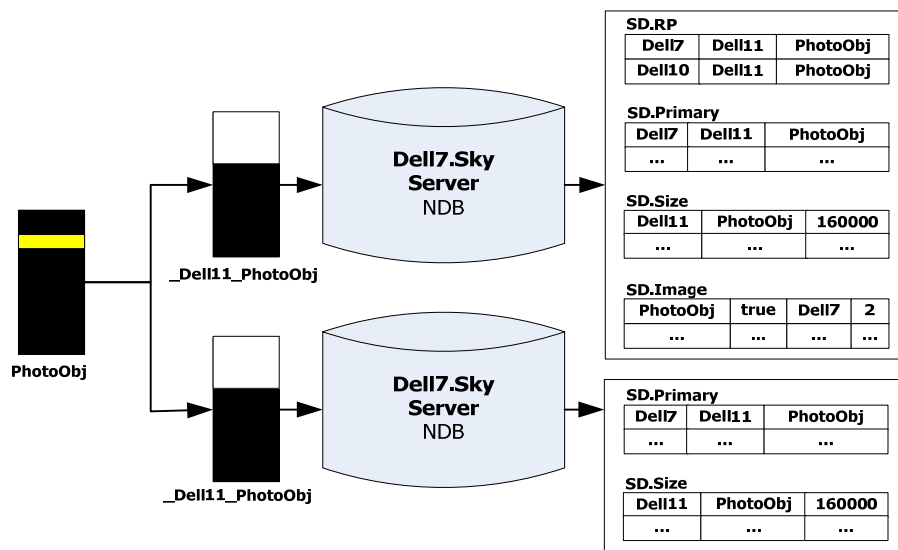 SD.RP
Dell7 Dell11 PhotoObj
Dell10 Dell11 PhotoObj
SD.Primary
Dell7 Dell11 PhotoObj
... ... ...
SD.Size
Dell11 PhotoObj 160000
... ... ...
SD.Image
PhotoObj true Dell7 2
... ... ... ...
Dell7.Sky
Server
NDB
_Dell11_PhotoObj
PhotoObj
Dell7.Sky
Server
NDB
_Dell11_PhotoObj
SD.Primary
Dell7 Dell11 PhotoObj
... ... ...
SD.Size
Dell11 PhotoObj 160000
... ... ...